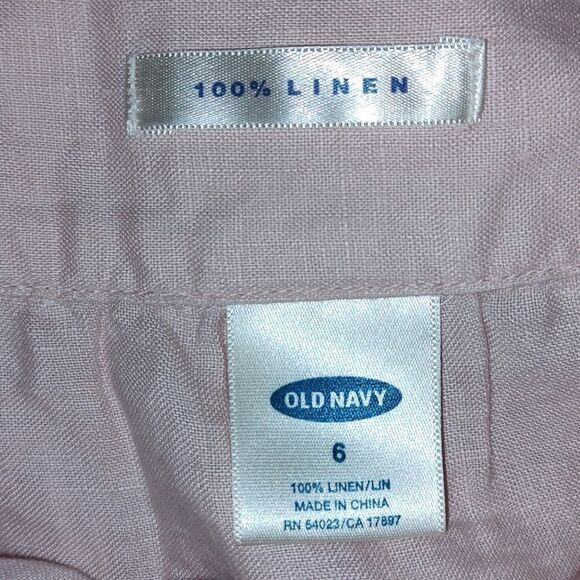 100% LINEN
OLD NAVY
6
100% LINEN/LIN
MADE IN CHINA
RN 54023/CA 17897